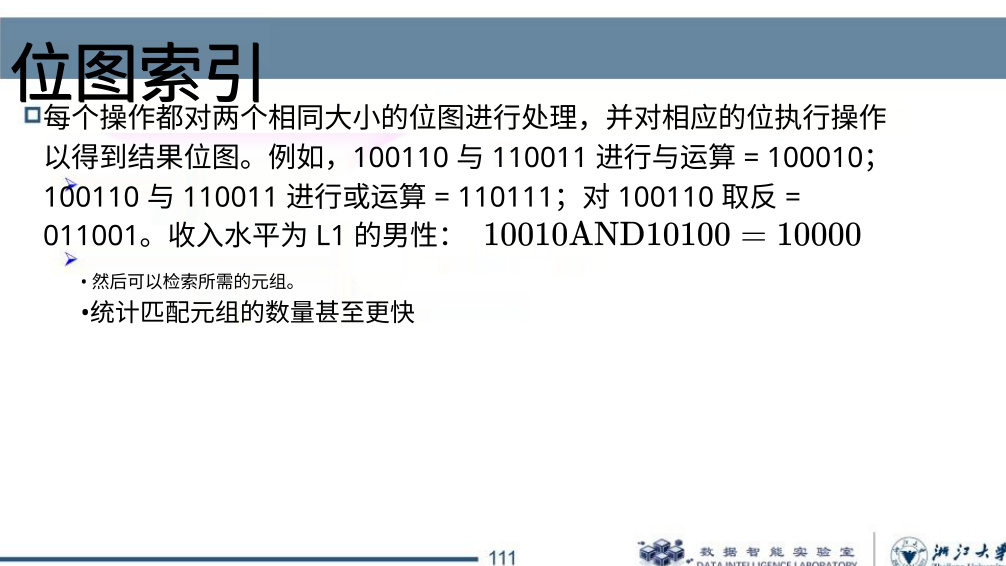 位图索引
每个操作都对两个相同大小的位图进行处理，并对相应的位执行操作
以得到结果位图。例如，100110 与 110011 进行与运算 = 100010；
100110 与 110011 进行或运算 = 110111；对 100110 取反 =
011001。收入水平为 L1 的男性： 10010AND10100 = 10000
• 然后可以检索所需的元组。
•统计匹配元组的数量甚至更快
111
数据智能实验室
DATA INTELLIGENCE LABORATORY
浙江大学